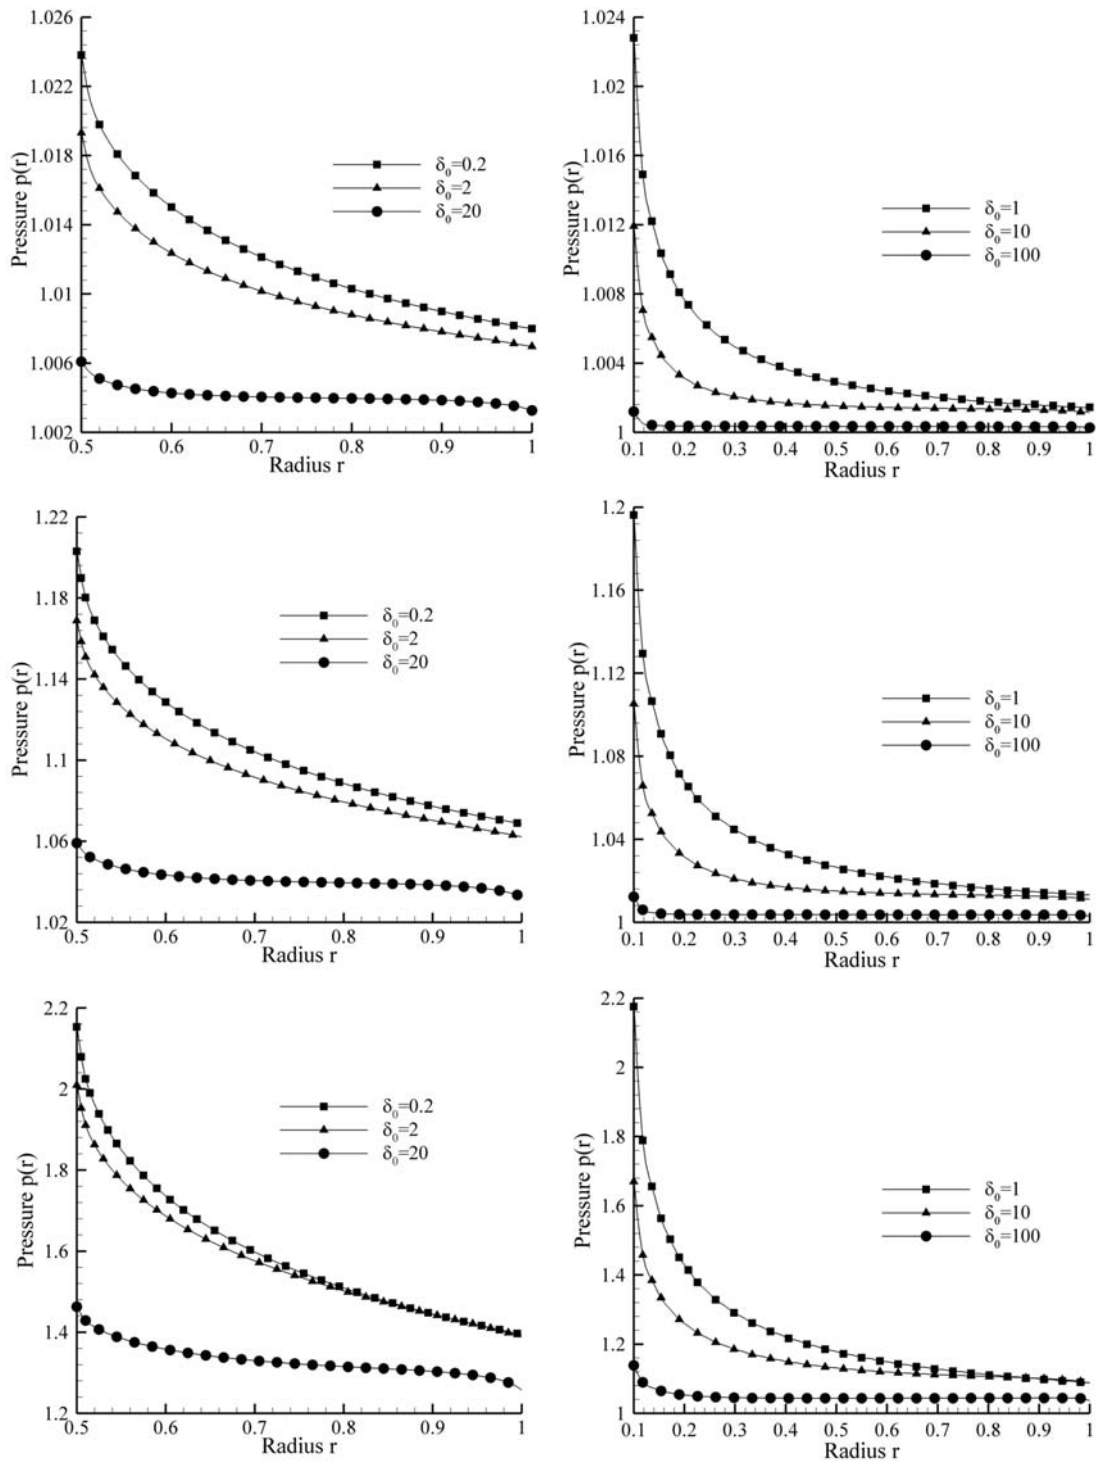 1.026
1.022
1.018
1.014
1.01
1.006
1.002
Pressure p(r)
δ₀=0.2
δ₀=2
δ₀=20
0.5 0.6 0.7 0.8 0.9 1
Radius r
1.024
1.02
1.016
1.012
1.008
1.004
1
Pressure p(r)
δ₀=1
δ₀=10
δ₀=100
0.1 0.2 0.3 0.4 0.5 0.6 0.7 0.8 0.9 1
Radius r
1.22
1.18
1.14
1.1
1.06
1.02
Pressure p(r)
δ₀=0.2
δ₀=2
δ₀=20
0.5 0.6 0.7 0.8 0.9 1
Radius r
1.2
1.16
1.12
1.08
1.04
1
Pressure p(r)
δ₀=1
δ₀=10
δ₀=100
0.1 0.2 0.3 0.4 0.5 0.6 0.7 0.8 0.9 1
Radius r
2.2
2
1.8
1.6
1.4
1.2
Pressure p(r)
δ₀=0.2
δ₀=2
δ₀=20
0.5 0.6 0.7 0.8 0.9 1
Radius r
2.2
2
1.8
1.6
1.4
1.2
1
Pressure p(r)
δ₀=1
δ₀=10
δ₀=100
0.1 0.2 0.3 0.4 0.5 0.6 0.7 0.8 0.9 1
Radius r